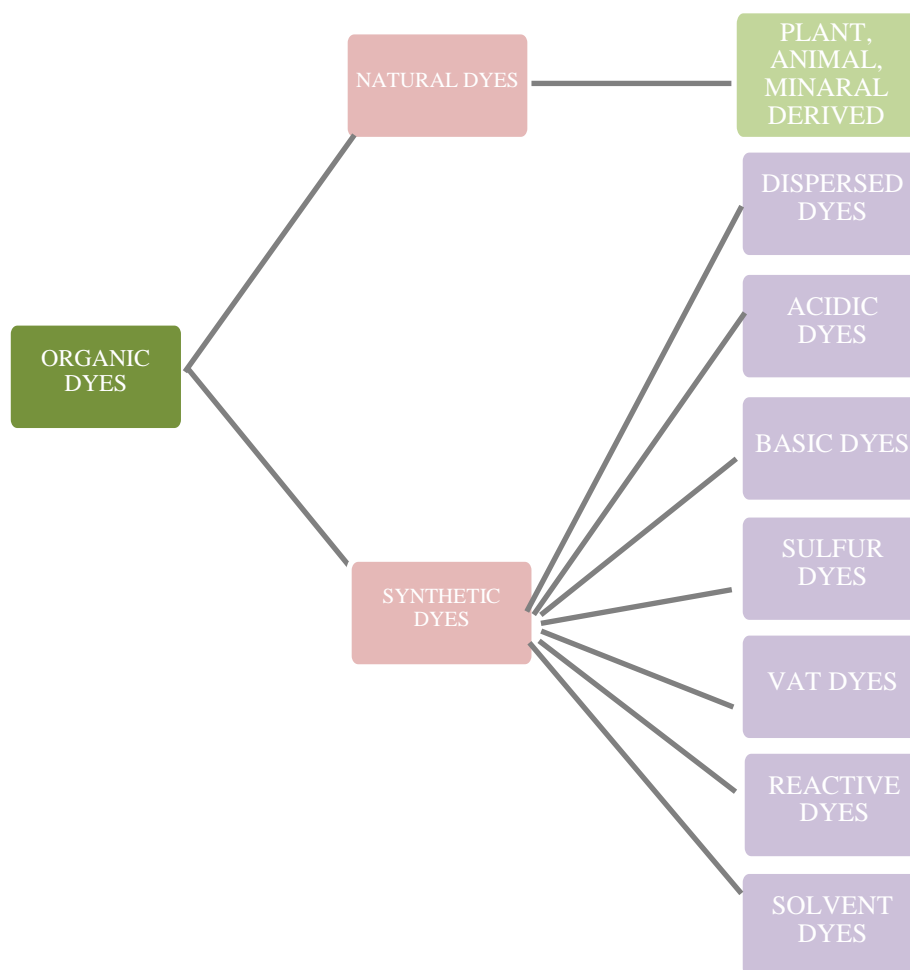 PLANT,
ANIMAL,
MINARAL
DERIVED
NATURAL DYES
DISPERSED
DYES
ACIDIC
DYES
ORGANIC
DYES
BASIC DYES
SULFUR
DYES
SYNTHETIC
DYES
VAT DYES
REACTIVE
DYES
SOLVENT
DYES